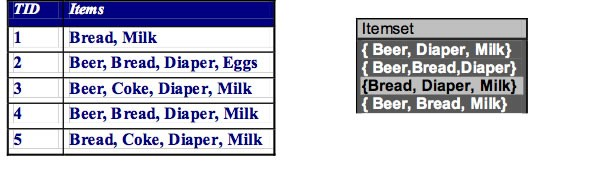 TID Items
1 Bread, Milk
2 Beer, Bread, Diaper, Eggs
3 Beer, Coke, Diaper, Milk
4 Beer, Bread, Diaper, Milk
5 Bread, Coke, Diaper, Milk
Itemset
{ Beer, Diaper, Milk}
{ Beer,Bread,Diaper}
{Bread, Diaper, Milk}
{ Beer, Bread, Milk}